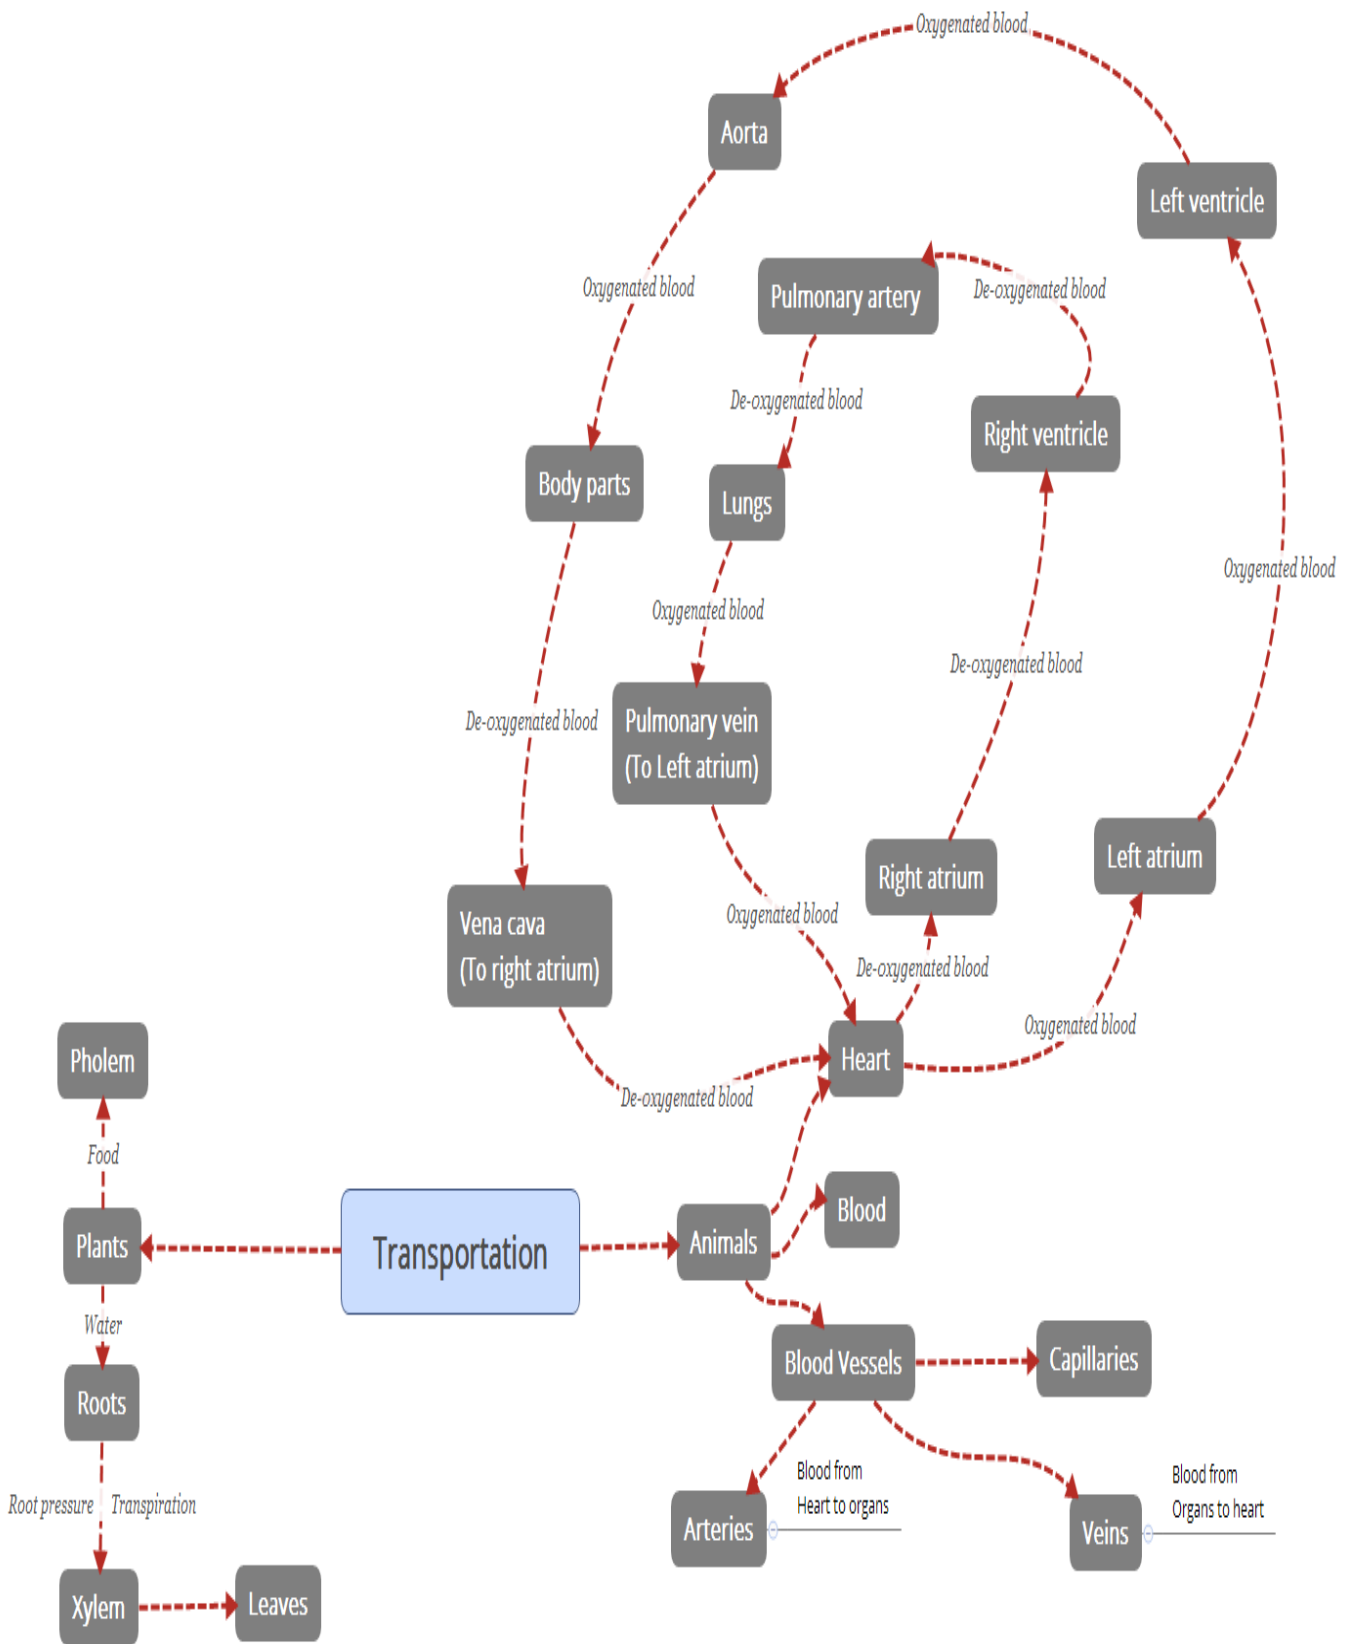 Oxygenated blood
Aorta
Left ventricle
Oxygenated blood
Pulmonary artery
De-oxygenated blood
De-oxygenated blood
Right ventricle
Body parts
Lungs
Oxygenated blood
Oxygenated blood
De-oxygenated blood
De-oxygenated blood
Pulmonary vein
(To Left atrium)
Right atrium
Left atrium
Oxygenated blood
Vena cava
(To right atrium)
De-oxygenated blood
Oxygenated blood
Heart
De-oxygenated blood
Pholem
Food
Plants
Transportation
Animals
Blood
Water
Roots
Blood Vessels
Capillaries
Root pressure Transpiration
Arteries
Blood from
Heart to organs
Veins
Blood from
Organs to heart
Xylem
Leaves